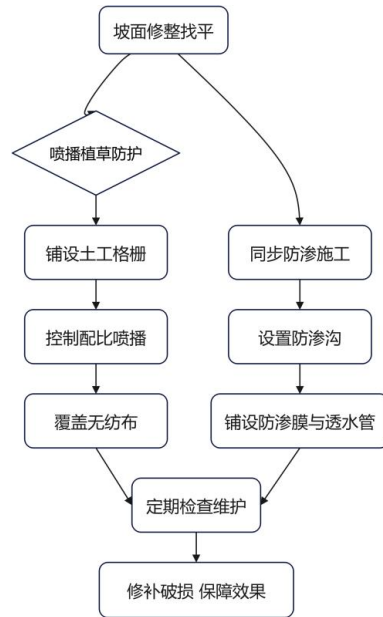 坡面修整找平
喷播植草防护
铺设土工格栅
同步防渗施工
控制配比喷播
设置防渗沟
覆盖无纺布
铺设防渗膜与透水管
定期检查维护
修补破损 保障效果